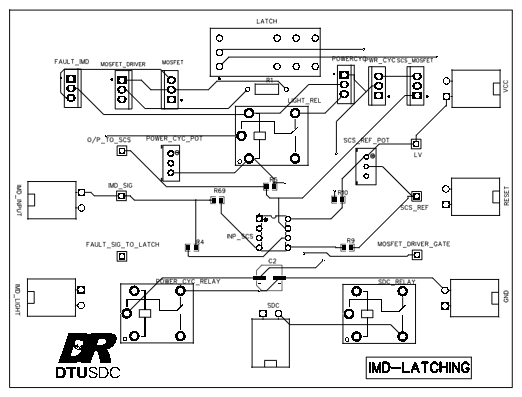 LATCH
FAULT_IMD
MOSFET_DRIVER
MOSFET
POWERCYC
PWR_CYC
SCS_MOSFET
R1
VCC
LIGHT_REL
O/P_TO_SCS
POWER_CYC_POT
SCS_REF_POT
LV
IMD_INPUT
IMD_SIG
R69
R5
R10
SCS_REF
RESET
INP_SCS
R4
R9
FAULT_SIG_TO_LATCH
MOSFET_DRIVER_GATE
C2
IMD_LIGHT
POWER_CYC_RELAY
SDC_RELAY
GND
SDC
DR
DTUSDC
IMD-LATCHING